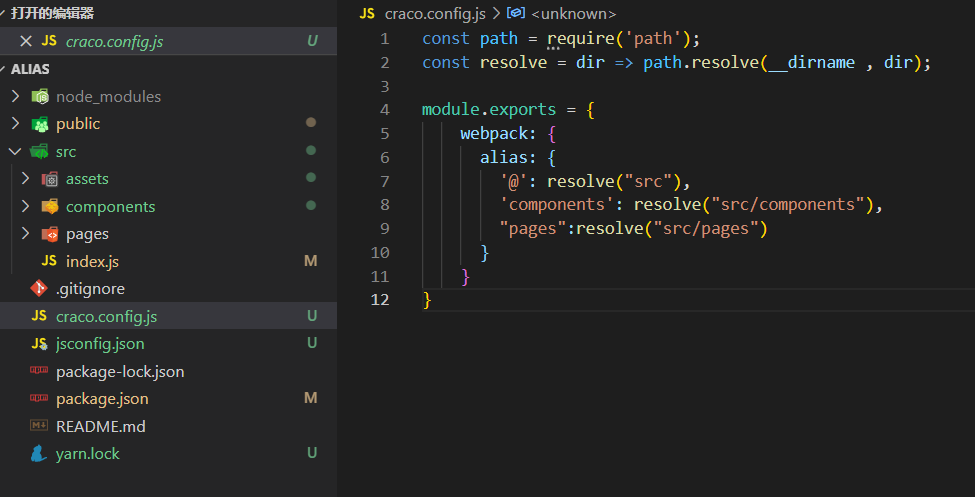 打开的编辑器
JS craco.config.js U
ALIAS
node_modules
public
src
assets
components
pages
JS index.js M
.gitignore
JS craco.config.js U
JS jsconfig.json U
package-lock.json
package.json M
README.md
yarn.lock U
JS craco.config.js > <unknown>
1 const path = require('path');
2 const resolve = dir => path.resolve(__dirname , dir);
3
4 module.exports = {
5 webpack: {
6 alias: {
7 '@': resolve("src"),
8 'components': resolve("src/components"),
9 "pages":resolve("src/pages")
10 }
11 }
12 }